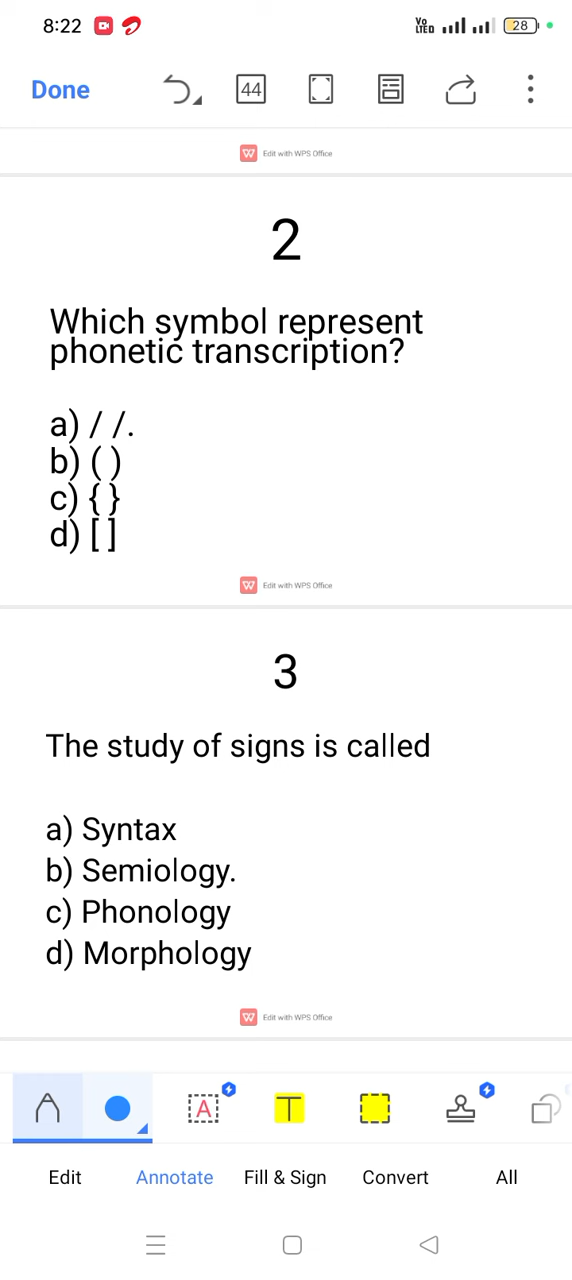 8:22
Vo
LTED
28
Done
44
Edit with WPS Office
2
Which symbol represent
phonetic transcription?
a) / /.
b) ( )
c) { }
d) [ ]
Edit with WPS Office
3
The study of signs is called
a) Syntax
b) Semiology.
c) Phonology
d) Morphology
Edit with WPS Office
A
T
Edit
Annotate
Fill & Sign
Convert
All